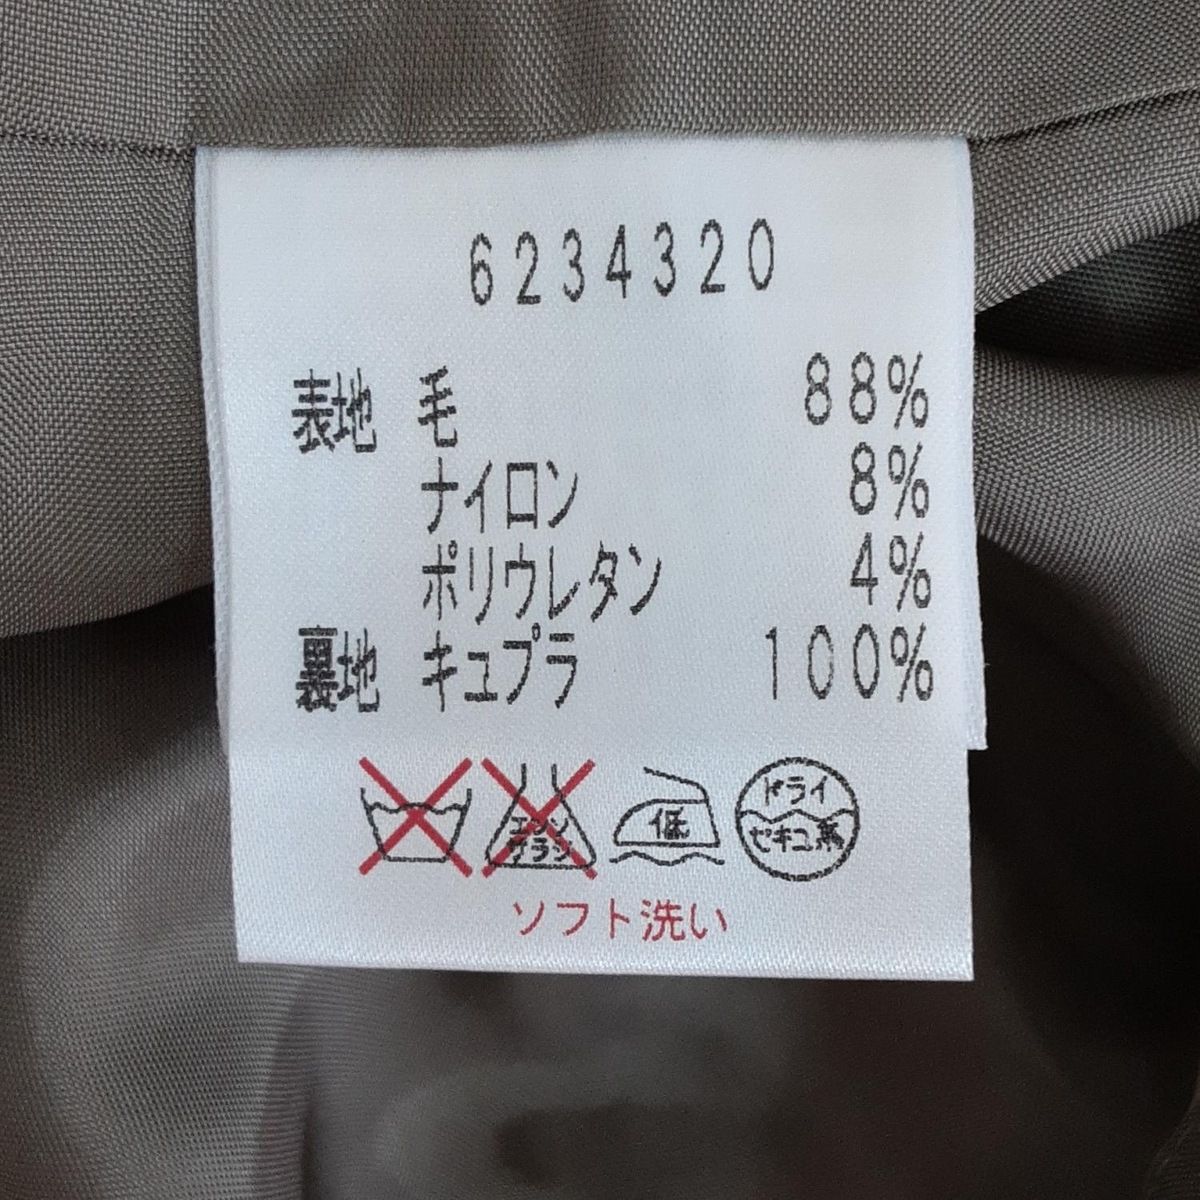 6234320
表地 毛 88%
ナイロン 8%
ポリウレタン 4%
裏地 キュプラ 100%
エンソ
サラシ
低
ドライ
セキユ系
ソフト洗い